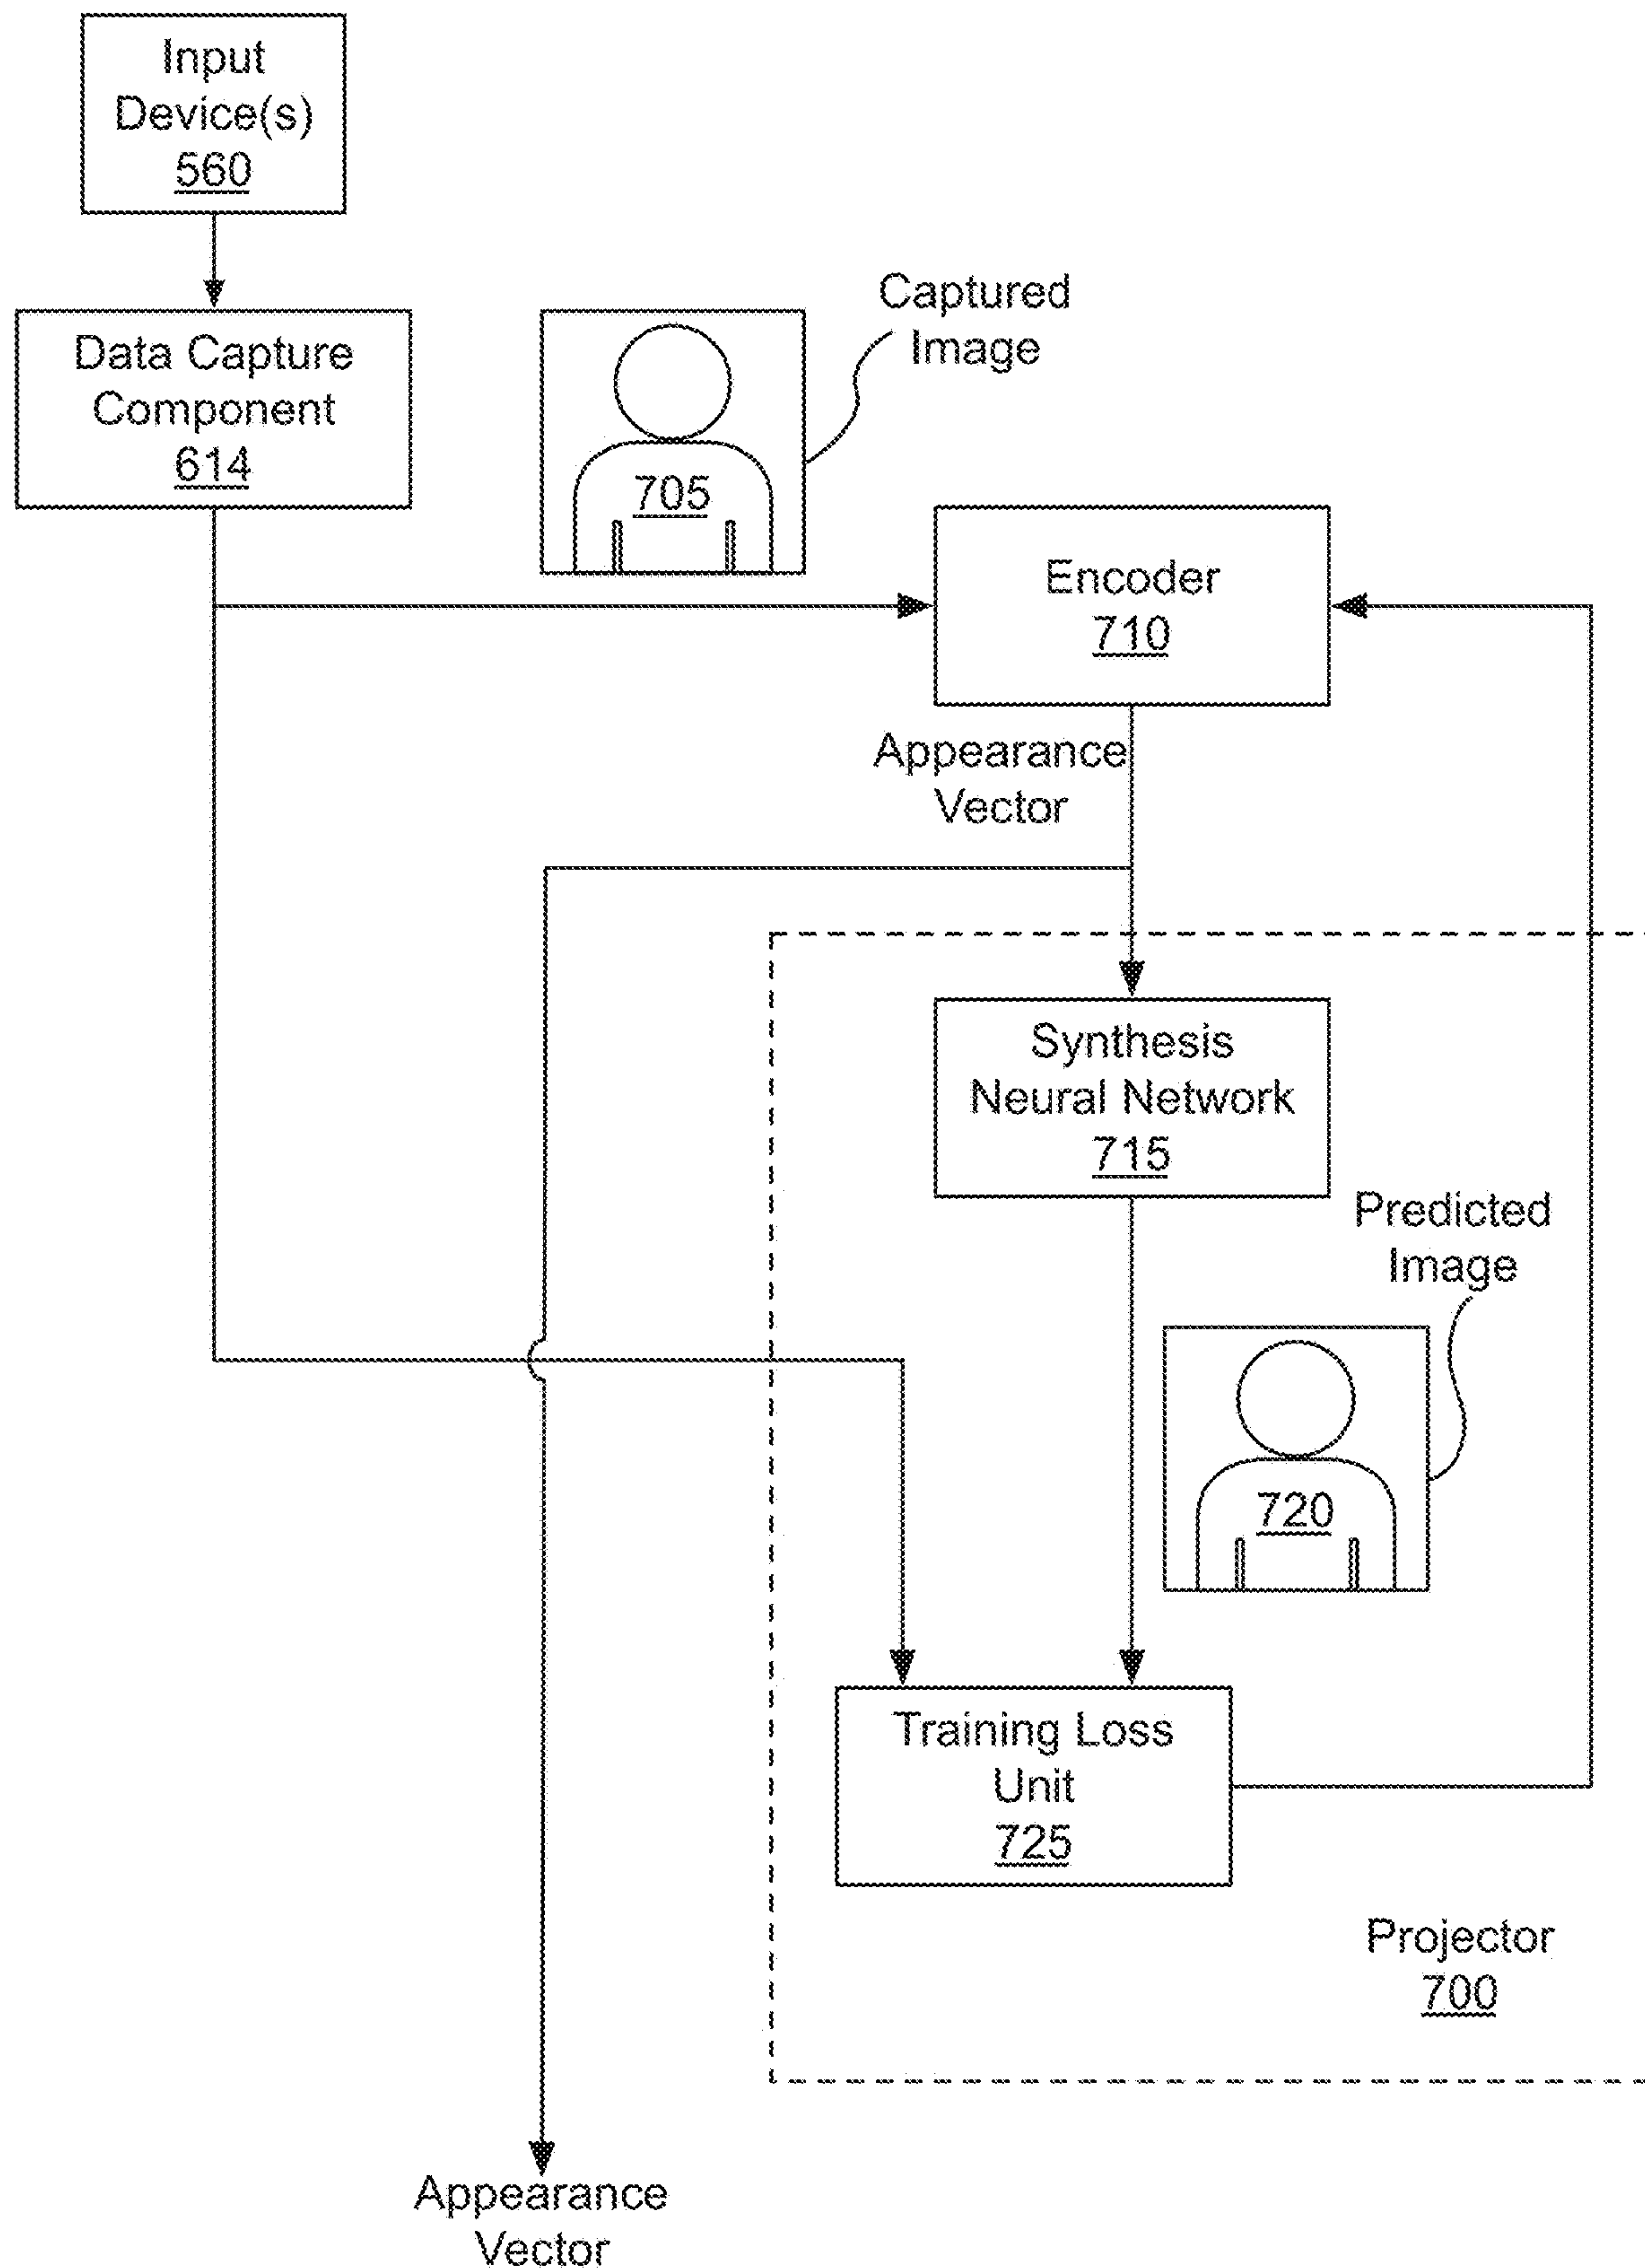 Input
Device(s)
560
Data Capture
Component
614
Captured
Image
705
Encoder
710
Appearance
Vector
Synthesis
Neural Network
715
Predicted
Image
720
Training Loss
Unit
725
Projector
700
Appearance
Vector